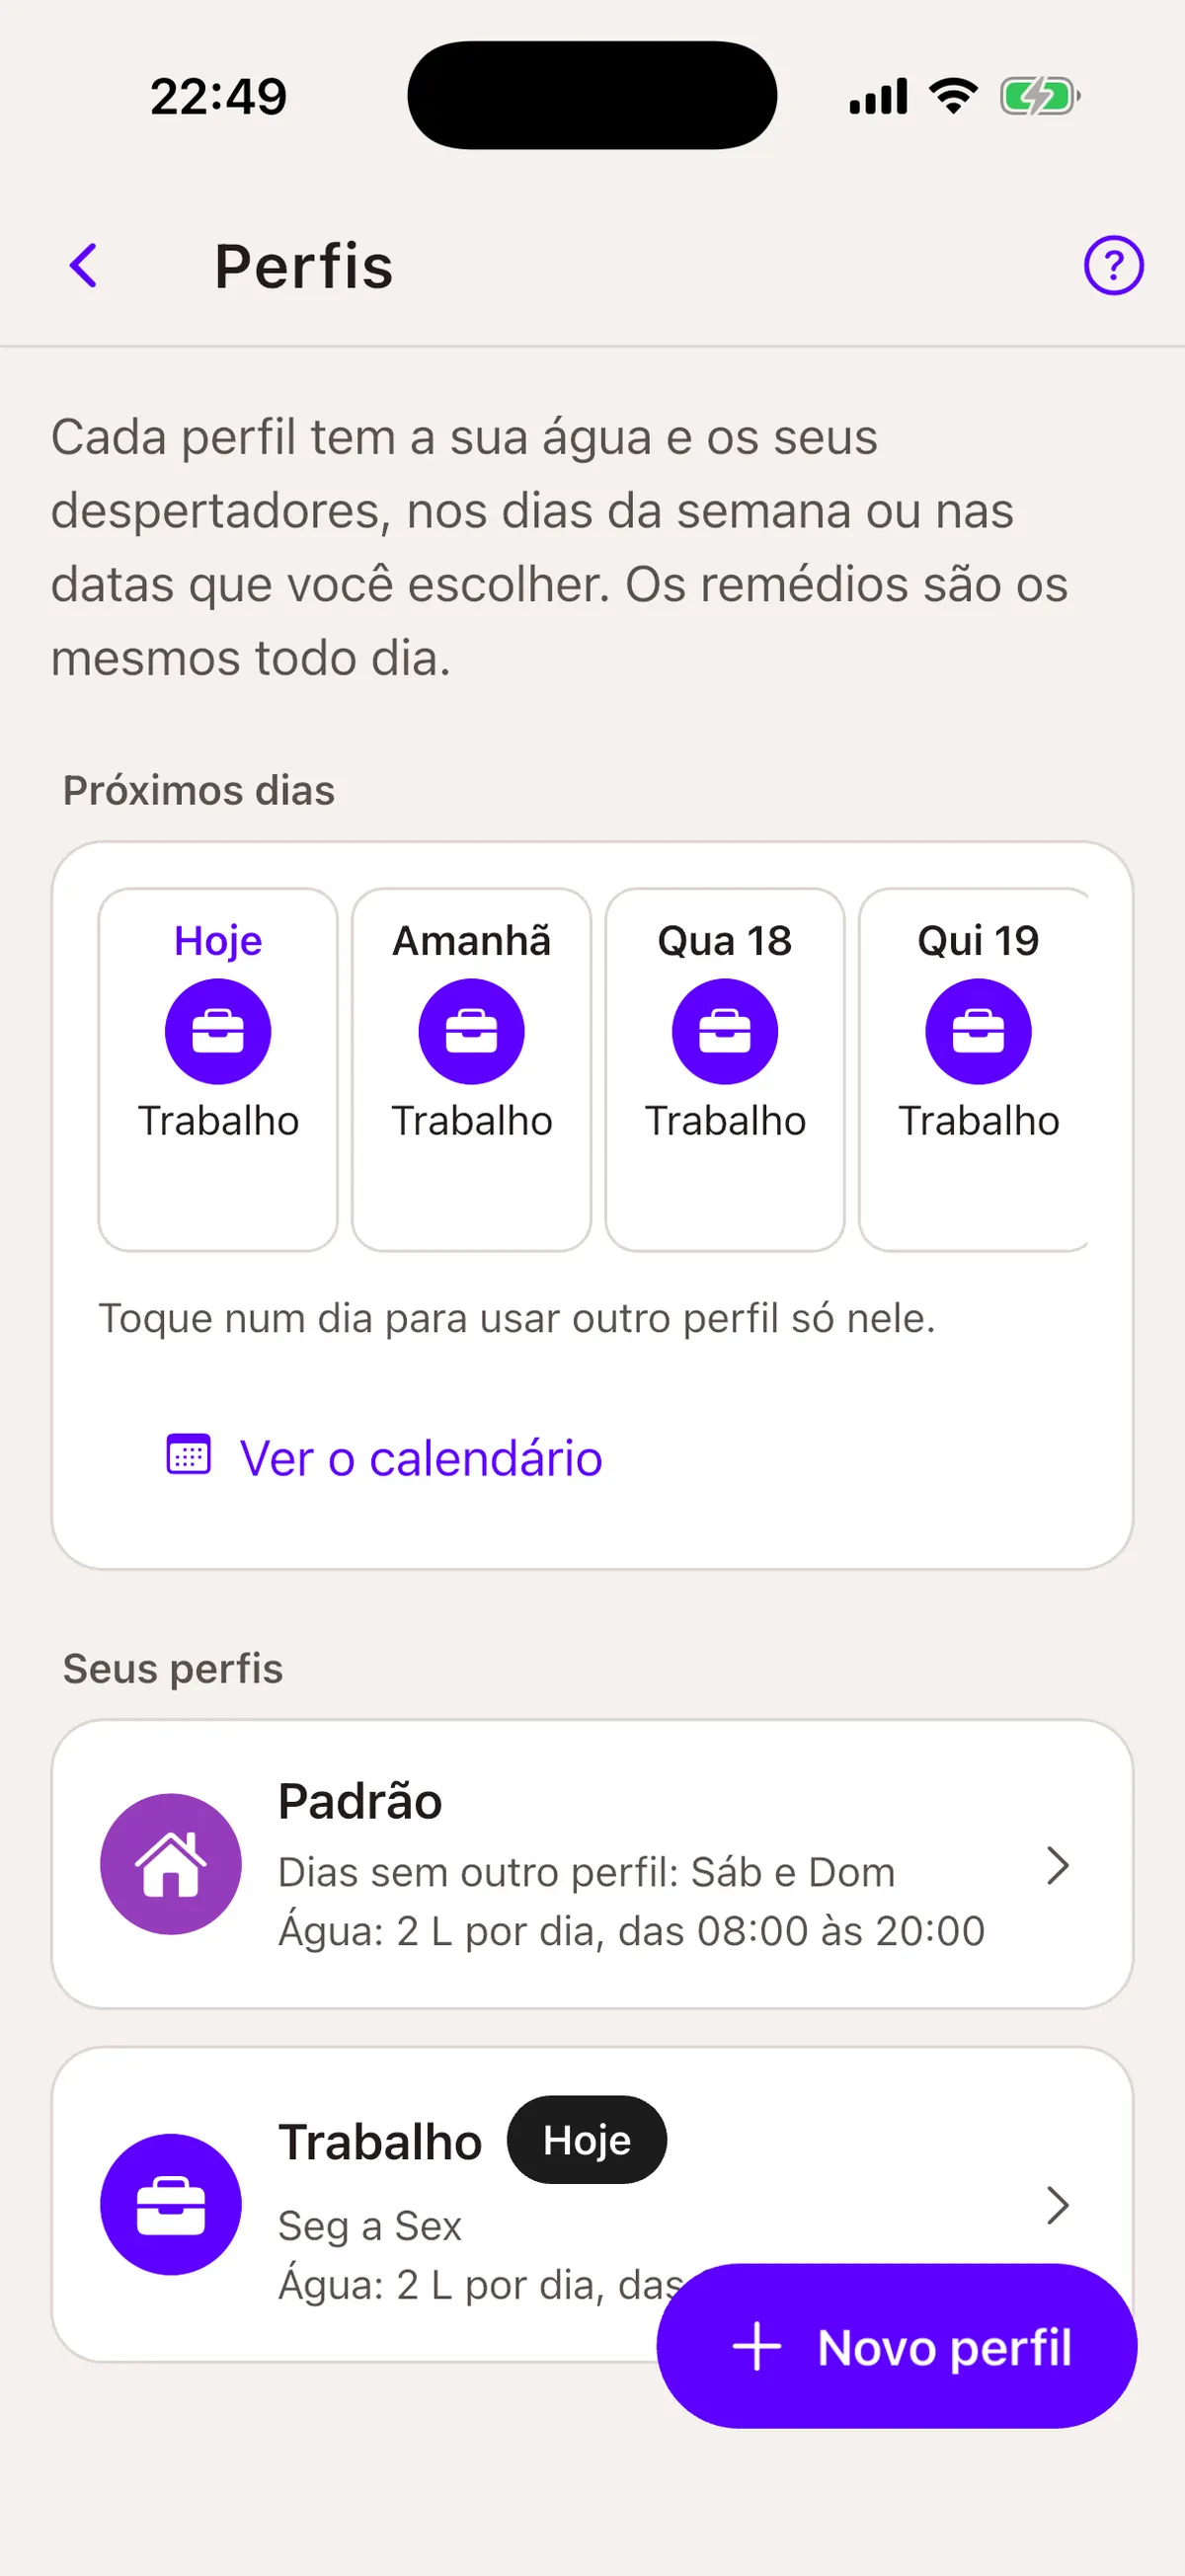 22:49
Perfis
?
Cada perfil tem a sua água e os seus
despertadores, nos dias da semana ou nas
datas que você escolher. Os remédios são os
mesmos todo dia.
Próximos dias
Hoje
Trabalho
Amanhã
Trabalho
Qua 18
Trabalho
Qui 19
Trabalho
Toque num dia para usar outro perfil só nele.
Ver o calendário
Seus perfis
Padrão
Dias sem outro perfil: Sáb e Dom
Água: 2 L por dia, das 08:00 às 20:00
Trabalho
Hoje
Seg a Sex
Água: 2 L por dia, das
Novo perfil